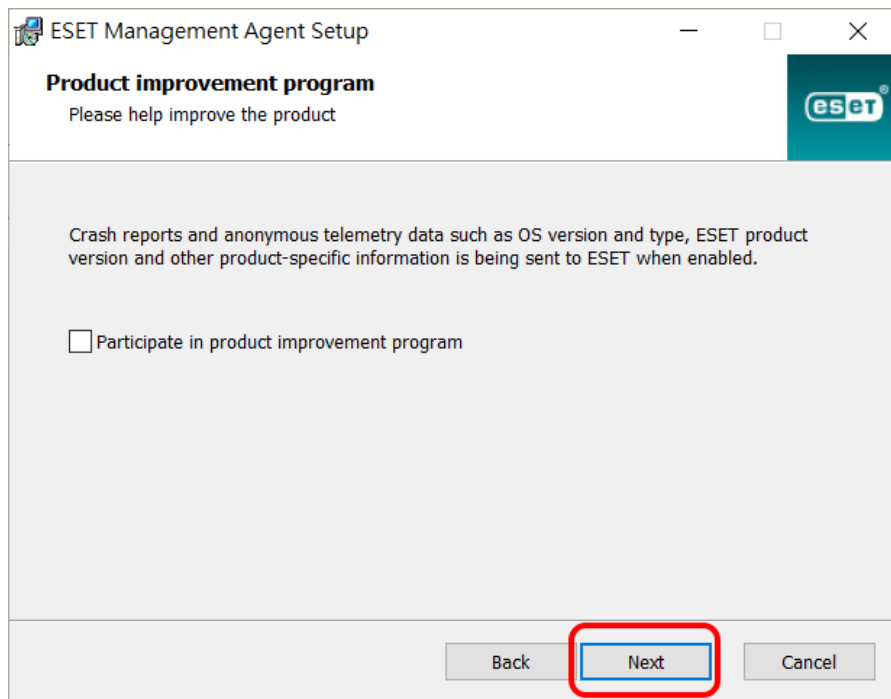 ESET Management Agent Setup
Product improvement program
Please help improve the product
eseT®
Crash reports and anonymous telemetry data such as OS version and type, ESET product
version and other product-specific information is being sent to ESET when enabled.
Participate in product improvement program
Back Next Cancel